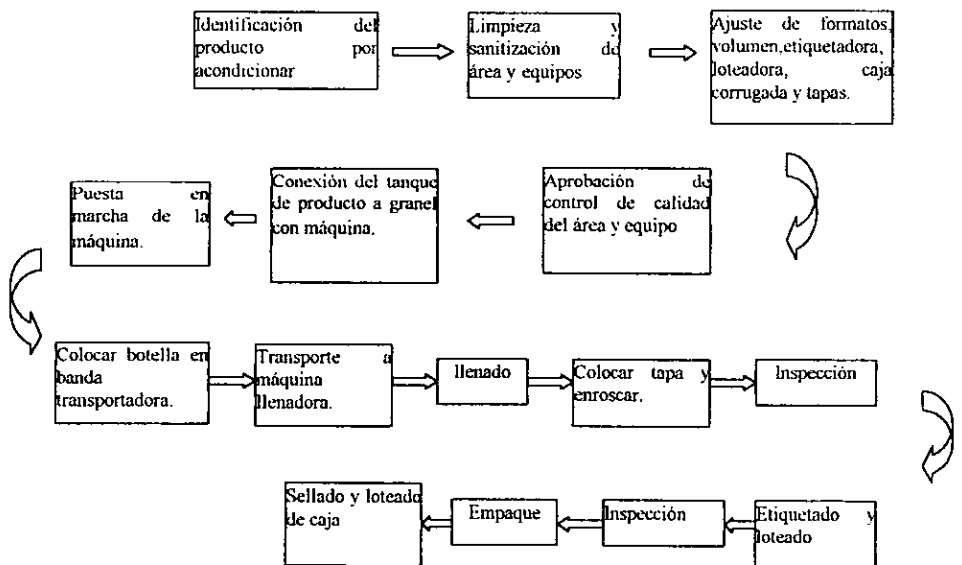 Identificación del
producto por
acondicionar
Limpieza y
sanitización de
área y equipos
Ajuste de formatos,
volumen,etiquetadora,
loteadora, caja
corrugada y tapas.
Aprobación de
control de calidad
del área y equipo
Conexión del tanque
de producto a granel
con máquina.
Puesta en
marcha de la
máquina.
Colocar botella en
banda
transportadora.
Transporte a
máquina
llenadora.
llenado
Colocar tapa y
enroscar.
Inspección
Etiquetado y
loteado
Inspección
Empaque
Sellado y loteado
de caja